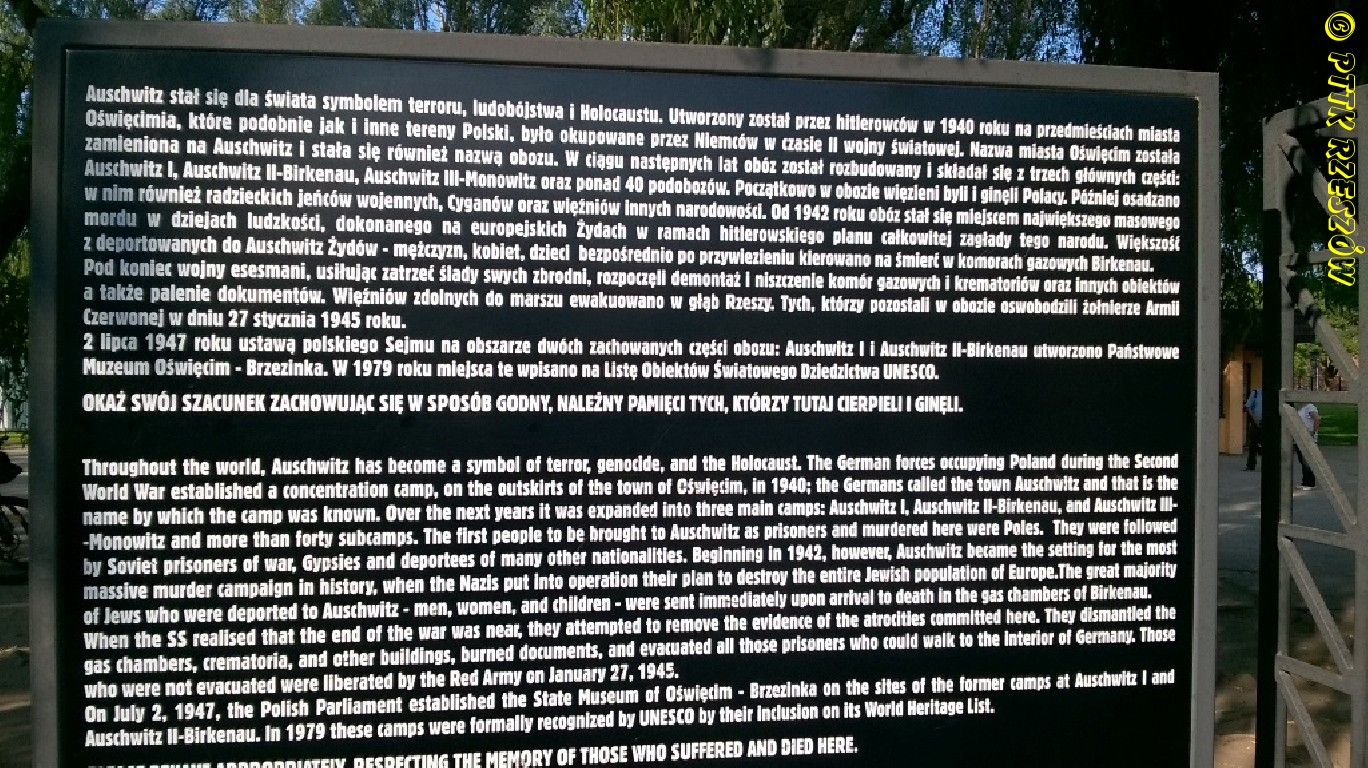 Auschwitz stał się dla świata symbolem terroru, ludobójstwa i Holocaustu. Utworzony został przez hitlerowców w 1940 roku na przedmieściach miasta
Oświęcimia, które podobnie jak i inne tereny Polski, było okupowane przez Niemców w czasie II wojny światowej. Nazwa miasta Oświęcim została
zamieniona na Auschwitz i stała się również nazwą obozu. W ciągu następnych lat obóz został rozbudowany i składał się z trzech głównych części:
Auschwitz I, Auschwitz II-Birkenau, Auschwitz III-Monowitz oraz ponad 40 podobozów. Początkowo w obozie więzieni byli i ginęli Polacy. Później osadzano
w nim również radzieckich jeńców wojennych, Cyganów oraz więźniów innych narodowości. Od 1942 roku obóz stał się miejscem największego masowego
mordu w dziejach ludzkości, dokonanego na europejskich Żydach w ramach hitlerowskiego planu całkowitej zagłady tego narodu. Większość
z deportowanych do Auschwitz Żydów - mężczyzn, kobiet, dzieci bezpośrednio po przywiezieniu kierowano na śmierć w komorach gazowych Birkenau.
Pod koniec wojny esesmani, usiłując zatrzeć ślady swych zbrodni, rozpoczęli demontaż i niszczenie komór gazowych i krematoriów oraz innych obiektów
a także palenie dokumentów. Więźniów zdolnych do marszu ewakuowano w głąb Rzeszy. Tych, którzy pozostali w obozie oswobodzili żołnierze Armii
Czerwonej w dniu 27 stycznia 1945 roku.
2 lipca 1947 roku ustawą polskiego Sejmu na obszarze dwóch zachowanych części obozu: Auschwitz I i Auschwitz II-Birkenau utworzono Państwowe
Muzeum Oświęcim - Brzezinka. W 1979 roku miejsca te wpisano na Listę Obiektów Światowego Dziedzictwa UNESCO.
OKAŻ SWÓJ SZACUNEK ZACHOWUJĄC SIĘ W SPOSÓB GODNY, NALEŻNY PAMIĘCI TYCH, KTÓRZY TUTAJ CIERPIELI I GINĘLI.
Throughout the world, Auschwitz has become a symbol of terror, genocide, and the Holocaust. The German forces occupying Poland during the Second
World War established a concentration camp, on the outskirts of the town of Oświęcim, in 1940; the Germans called the town Auschwitz and that is the
name by which the camp was known. Over the next years it was expanded into three main camps: Auschwitz I, Auschwitz II-Birkenau, and Auschwitz III-
-Monowitz and more than forty subcamps. The first people to be brought to Auschwitz as prisoners and murdered here were Poles. They were followed
by Soviet prisoners of war, Gypsies and deportees of many other nationalities. Beginning in 1942, however, Auschwitz became the setting for the most
massive murder campaign in history, when the Nazis put into operation their plan to destroy the entire Jewish population of Europe.The great majority
of Jews who were deported to Auschwitz - men, women, and children - were sent immediately upon arrival to death in the gas chambers of Birkenau.
When the SS realised that the end of the war was near, they attempted to remove the evidence of the atrocities committed here. They dismantled the
gas chambers, crematoria, and other buildings, burned documents, and evacuated all those prisoners who could walk to the interior of Germany. Those
who were not evacuated were liberated by the Red Army on January 27, 1945.
On July 2, 1947, the Polish Parliament established the State Museum of Oświęcim - Brzezinka on the sites of the former camps at Auschwitz I and
Auschwitz II-Birkenau. In 1979 these camps were formally recognized by UNESCO by their inclusion on its World Heritage List.
APPROPRIATELY, RESPECTING THE MEMORY OF THOSE WHO SUFFERED AND DIED HERE.
© PTTK RZESZÓW